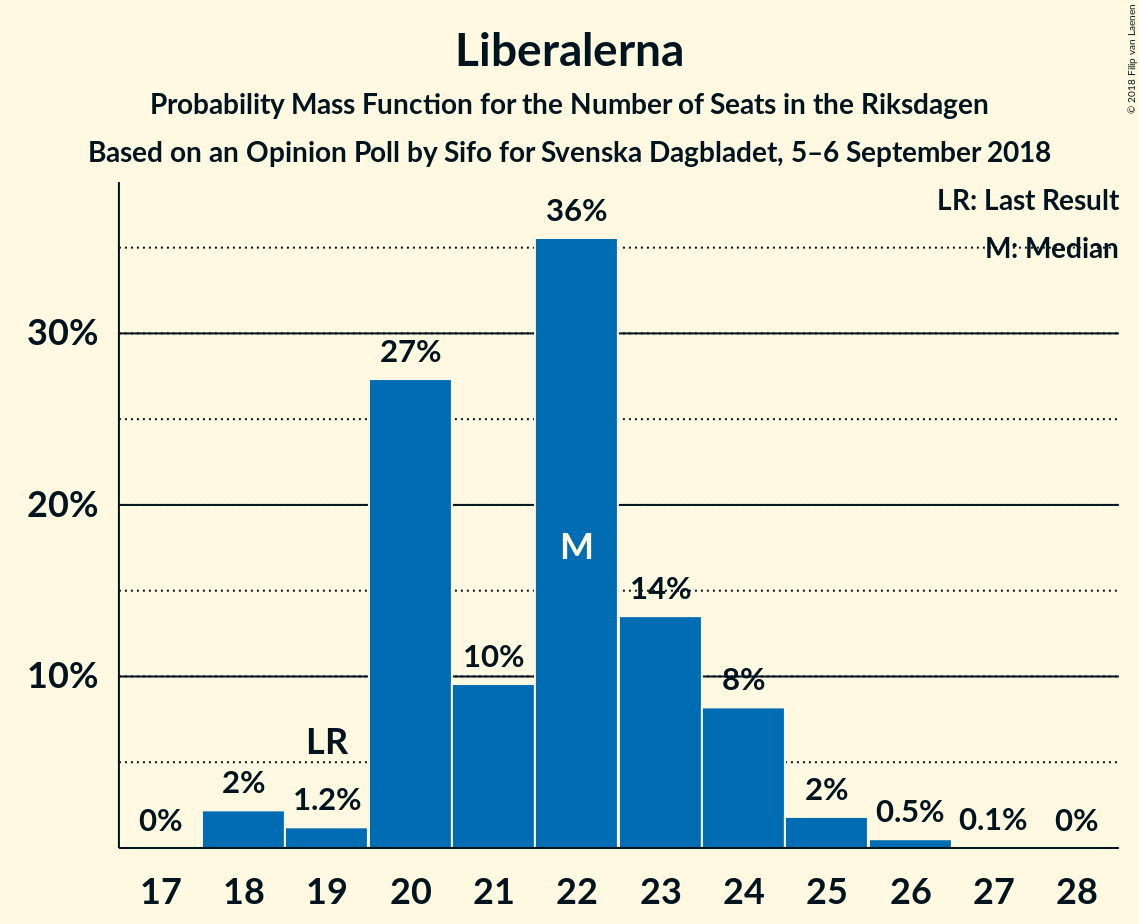 Liberalerna
Probability Mass Function for the Number of Seats in the Riksdagen
Based on an Opinion Poll by Sifo for Svenska Dagbladet, 5–6 September 2018
© 2018 Filip van Laenen
LR: Last Result
M: Median
30%
20%
10%
0%
2%
LR
1.2%
27%
10%
36%
M
14%
8%
2%
0.5%
0.1%
0%
17 18 19 20 21 22 23 24 25 26 27 28